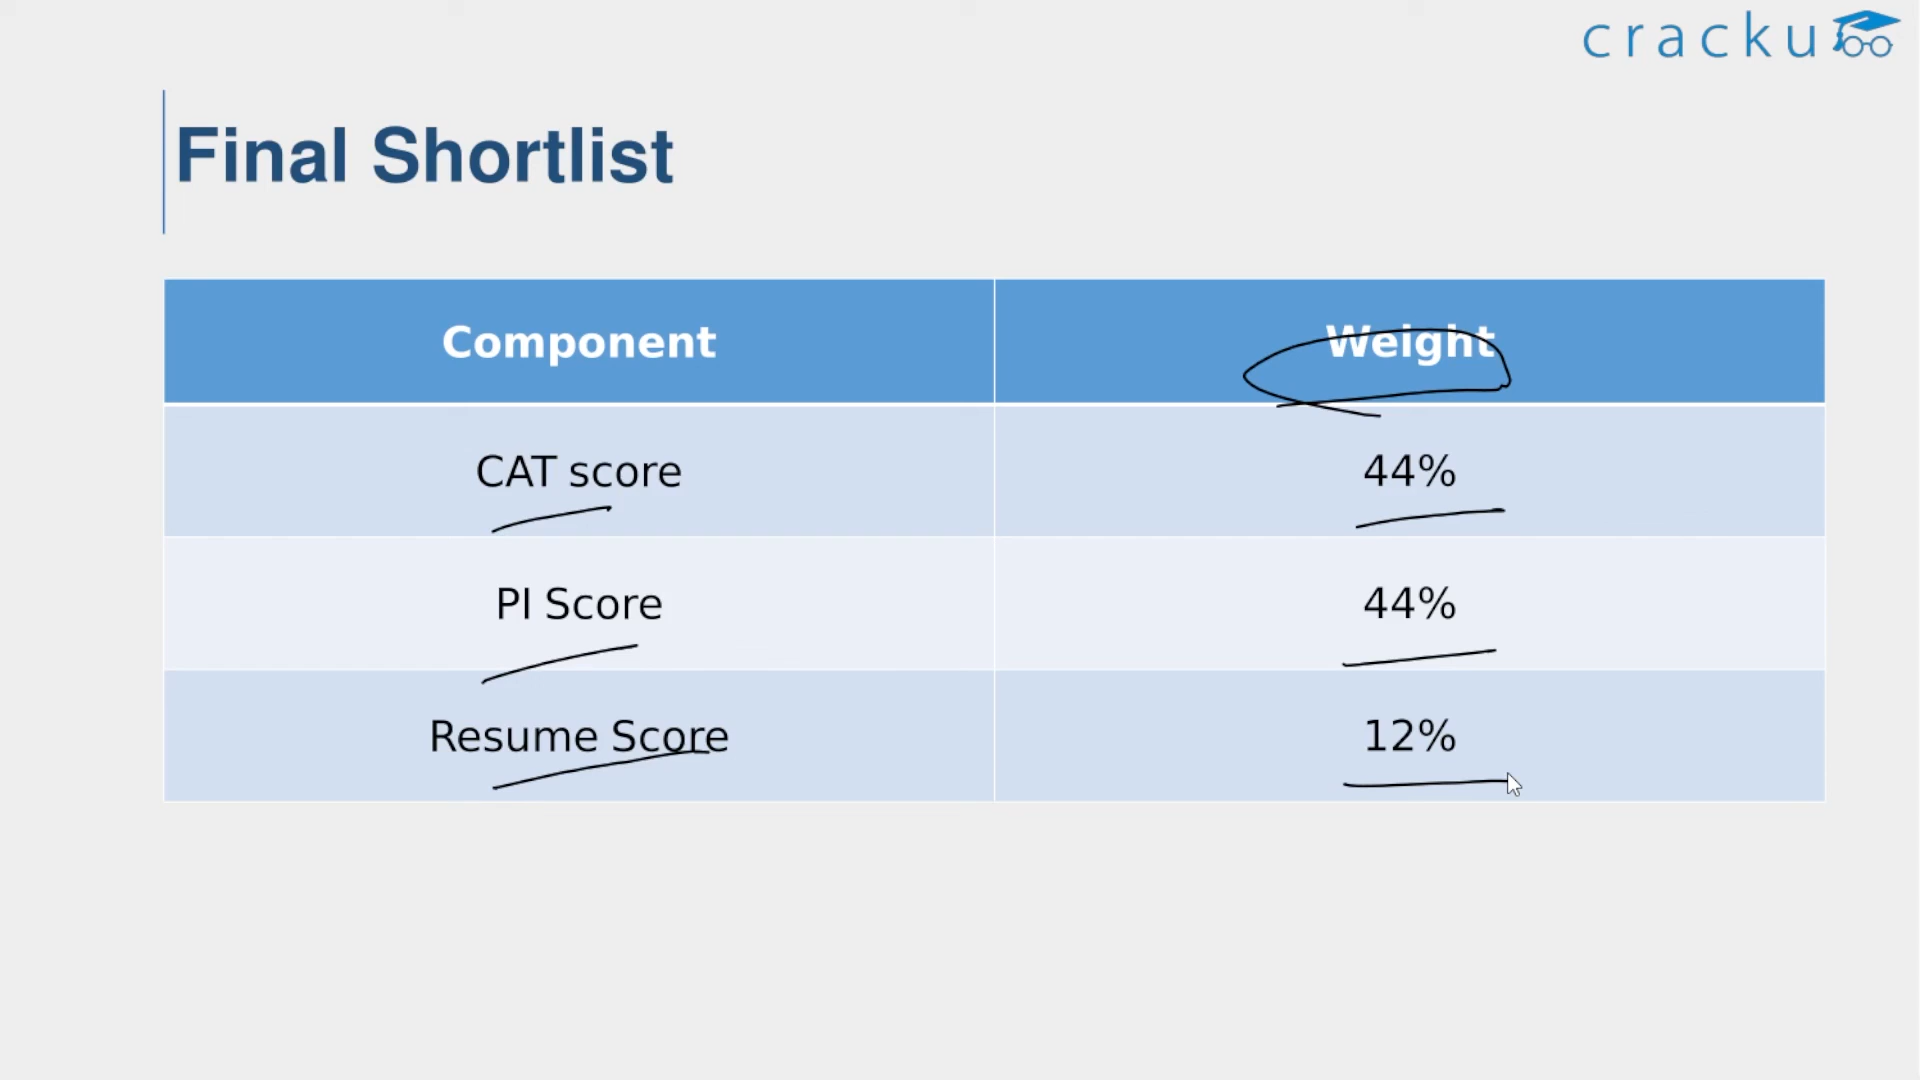 cracku
Final Shortlist
Component Weight
CAT score 44%
PI Score 44%
Resume Score 12%